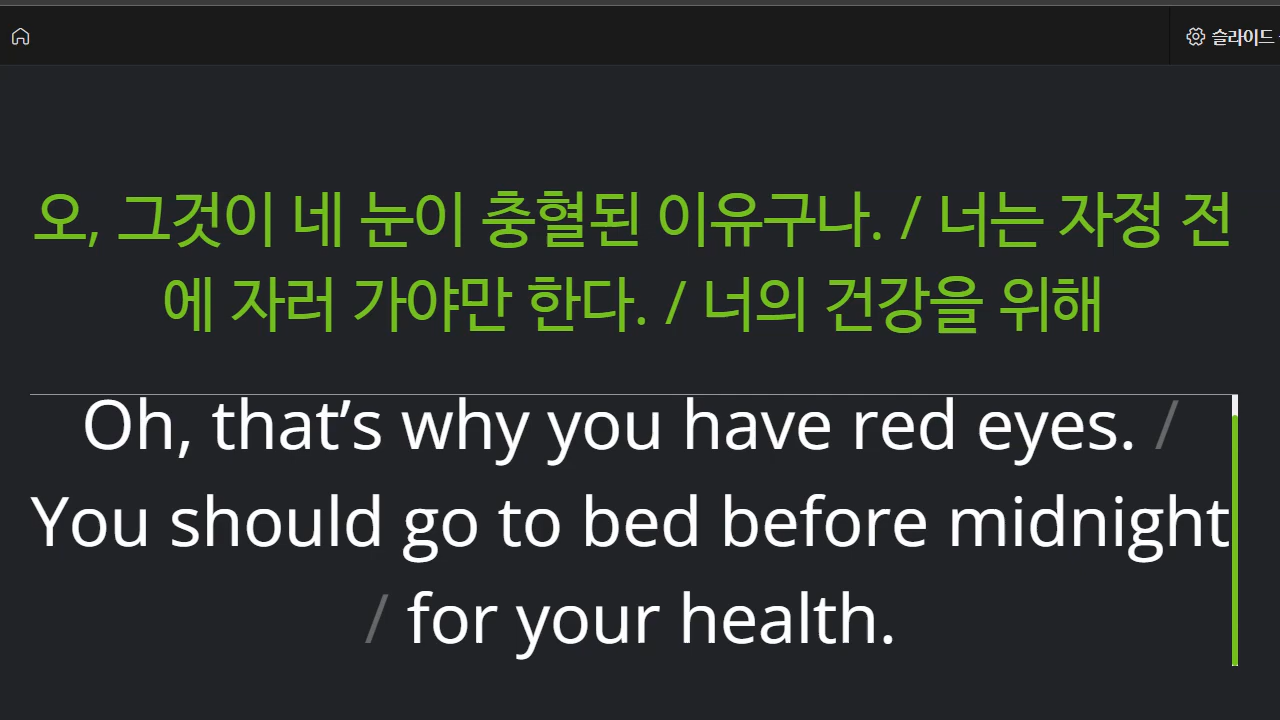 슬라이드
오, 그것이 네 눈이 충혈된 이유구나. / 너는 자정 전
에 자러 가야만 한다. / 너의 건강을 위해
Oh, that’s why you have red eyes. /
You should go to bed before midnight
/ for your health.